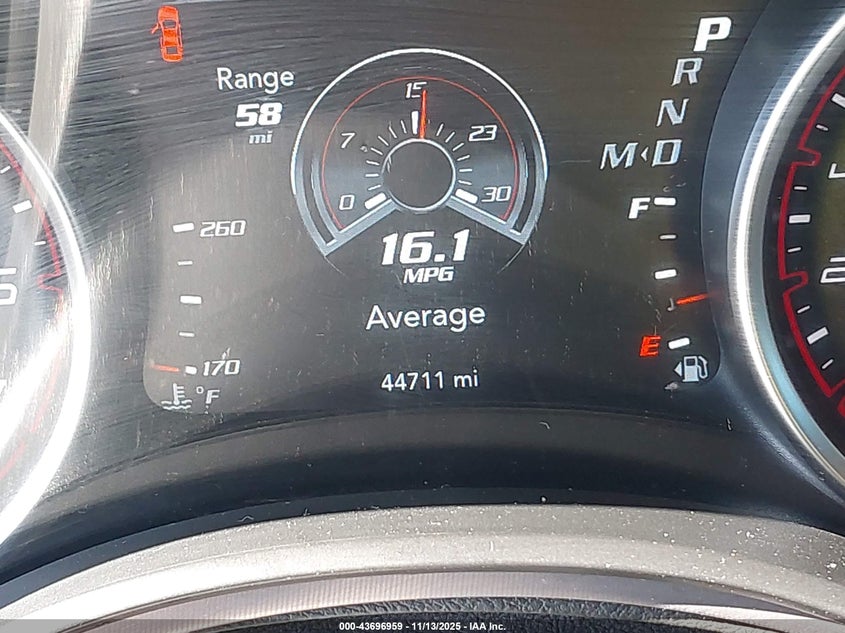 Range
58
mi
0
7
15
23
30
16.1
MPG
Average
44711 mi
P
R
N
M D
F
E
260
170
°F
000-43696959 - 11/13/2025 - IAA Inc.